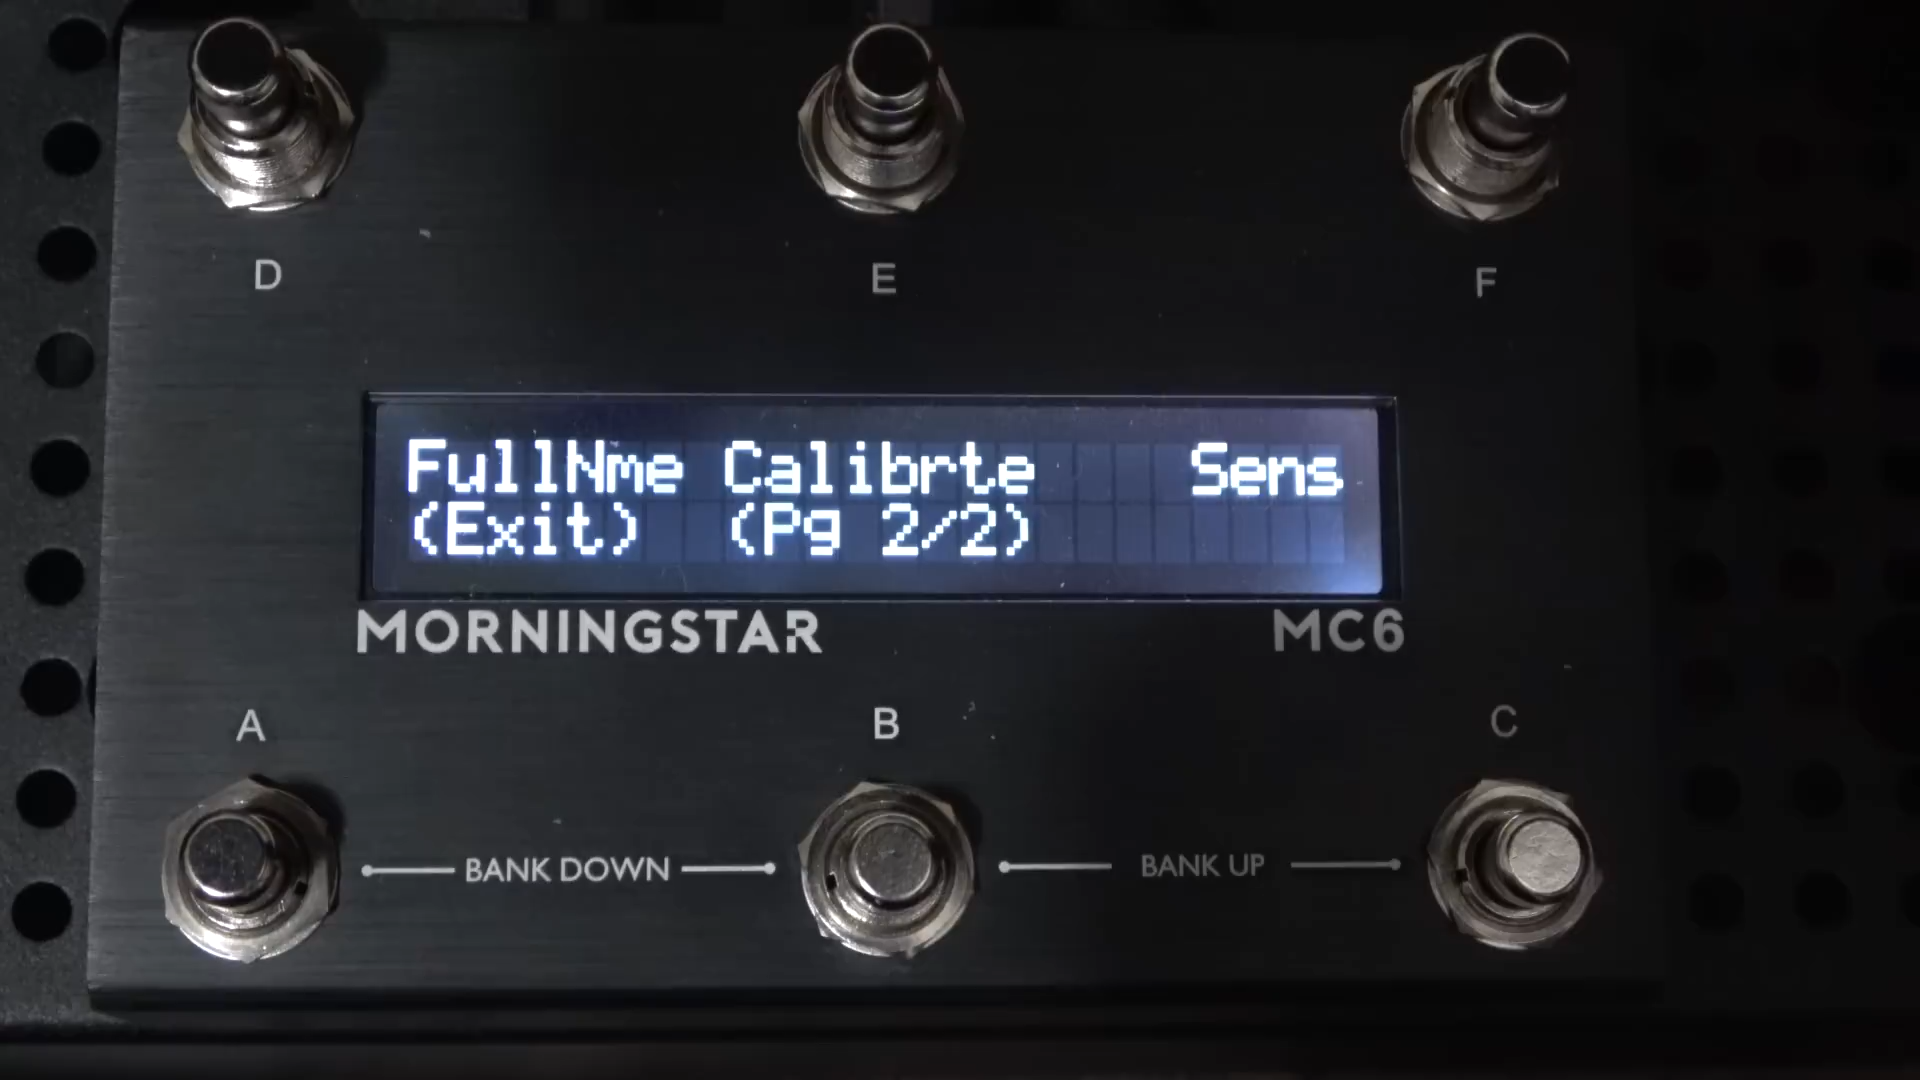 D E F
FullNme Calibrte Sens
(Exit) (Pg 2/2)
MORNINGSTAR MC6
A B C
BANK DOWN BANK UP